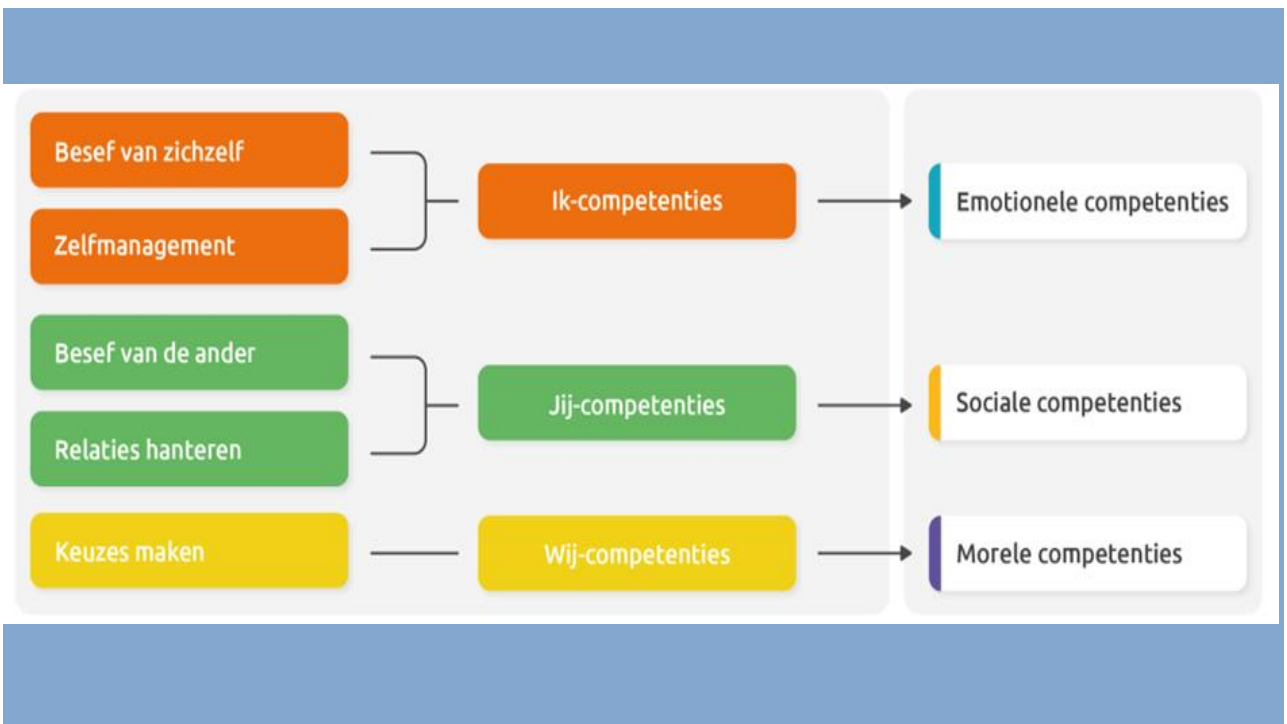 Besef van zichzelf
Zelfmanagement
Ik-competenties
Emotionele competenties
Besef van de ander
Relaties hanteren
Jij-competenties
Sociale competenties
Keuzes maken
Wij-competenties
Morele competenties